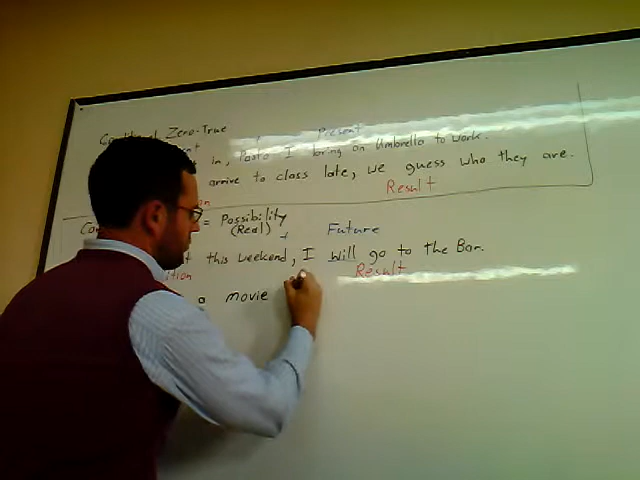 Conditional Zero-True
Present
in, Pasto I bring an Umbrella to work.
arrive to class late, we guess who they are.
Result
= Possibility
(Real) + Future
this weekend, I will go to the Bar.
Result
a movie